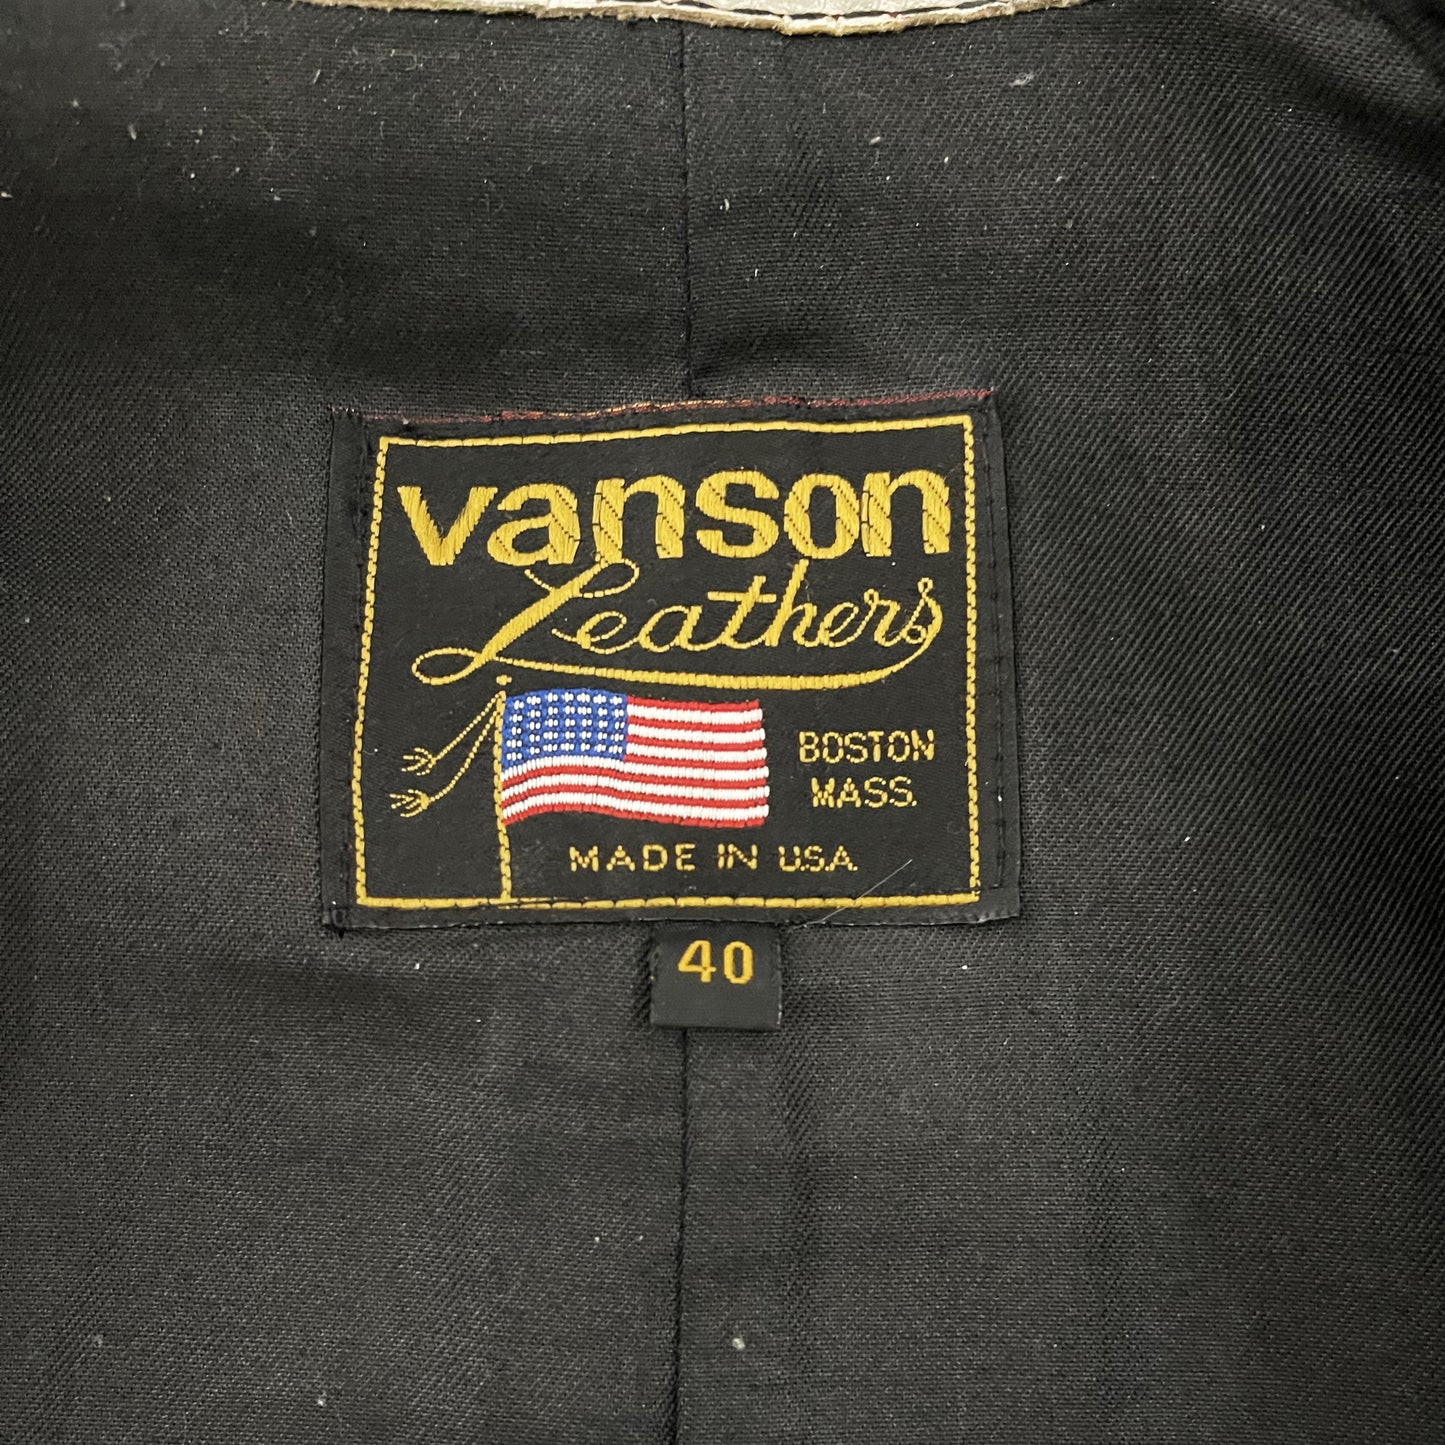 vanson
Leathers
BOSTON
MASS.
MADE IN U.S.A.
40